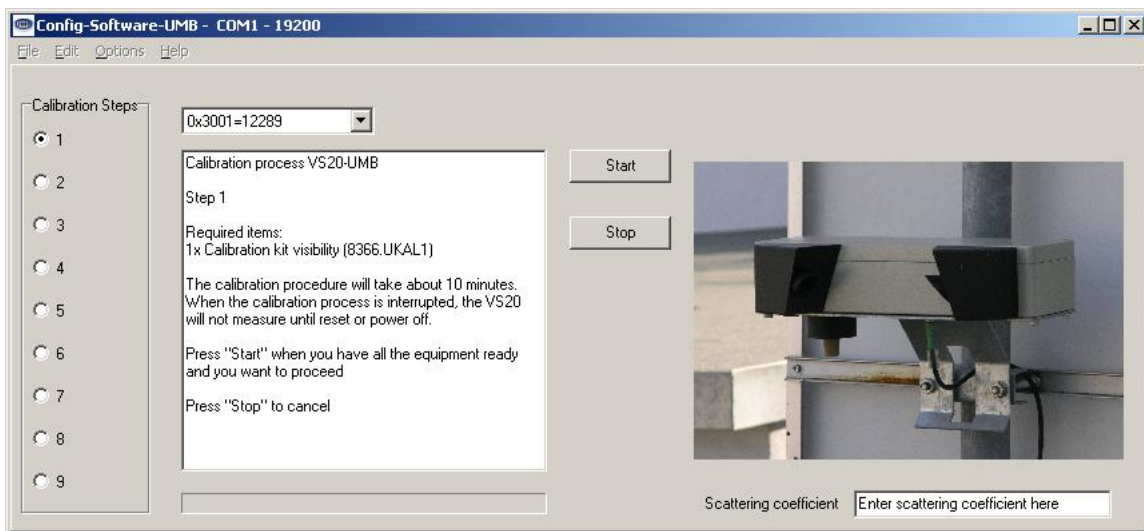 Config-Software-UMB - COM1 - 19200
File Edit Options Help
Calibration Steps
1
2
3
4
5
6
7
8
9
0x3001=12289
Calibration process VS20-UMB
Step 1
Required items:
1x Calibration kit visibility (8366.UKAL1)
The calibration procedure will take about 10 minutes.
When the calibration process is interrupted, the VS20
will not measure until reset or power off.
Press "Start" when you have all the equipment ready
and you want to proceed
Press "Stop" to cancel
Start
Stop
Scattering coefficient Enter scattering coefficient here